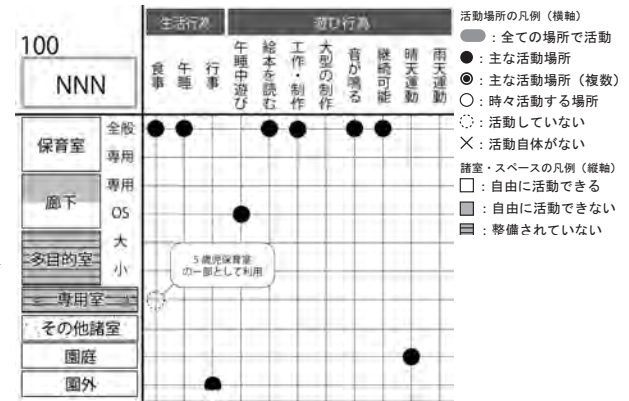 生活行為
遊び行為
100
NNN
食事
午睡
行事
午睡中遊び
絵本を読む
工作・制作
大型の制作
音が鳴る
継続可能
晴天運動
雨天運動
保育室
全般
専用
廊下
専用
OS
多目的室
大
小
専用室
その他諸室
園庭
園外
5歳児保育室
の一部として利用
活動場所の凡例(横軸)
:全ての場所で活動
:主な活動場所
:主な活動場所(複数)
:時々活動する場所
:活動していない
:活動自体がない
諸室・スペースの凡例(縦軸)
:自由に活動できる
:自由に活動できない
:整備されていない